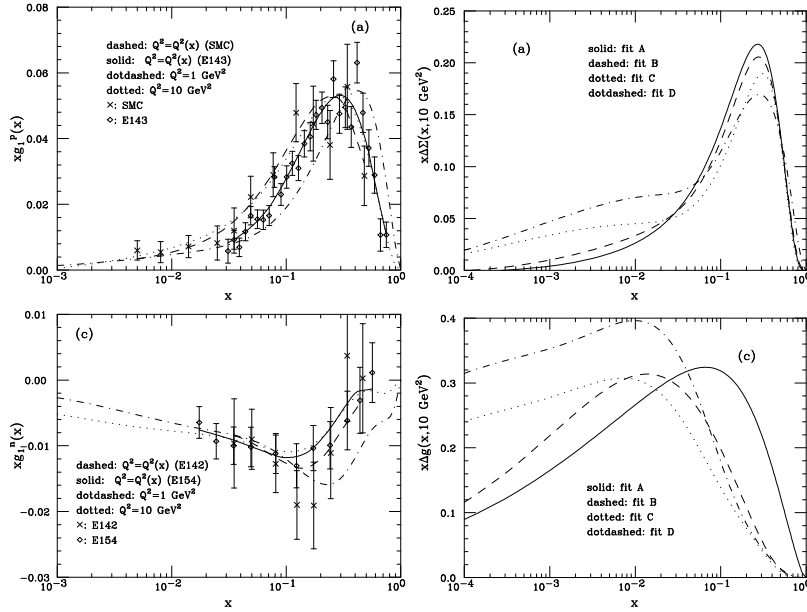 0.08
0.06
0.04
0.02
0.00
xg₁ᵖ(x)
(a)
dashed: Q²=Q²(x) (SMC)
solid: Q²=Q²(x) (E143)
dotdashed: Q²=1 GeV²
dotted: Q²=10 GeV²
×: SMC
◇: E143
10⁻³
10⁻²
10⁻¹
10⁰
x
0.25
0.20
0.15
0.10
0.05
0.00
xΔΣ(x,10 GeV²)
(a)
solid: fit A
dashed: fit B
dotted: fit C
dotdashed: fit D
10⁻⁴
10⁻³
10⁻²
10⁻¹
10⁰
x
0.01
0.00
-0.01
-0.02
-0.03
xg₁ⁿ(x)
(c)
dashed: Q²=Q²(x) (E142)
solid: Q²=Q²(x) (E154)
dotdashed: Q²=1 GeV²
dotted: Q²=10 GeV²
×: E142
◇: E154
10⁻³
10⁻²
10⁻¹
10⁰
x
0.4
0.3
0.2
0.1
0.0
xΔg(x,10 GeV²)
(c)
solid: fit A
dashed: fit B
dotted: fit C
dotdashed: fit D
10⁻⁴
10⁻³
10⁻²
10⁻¹
10⁰
x